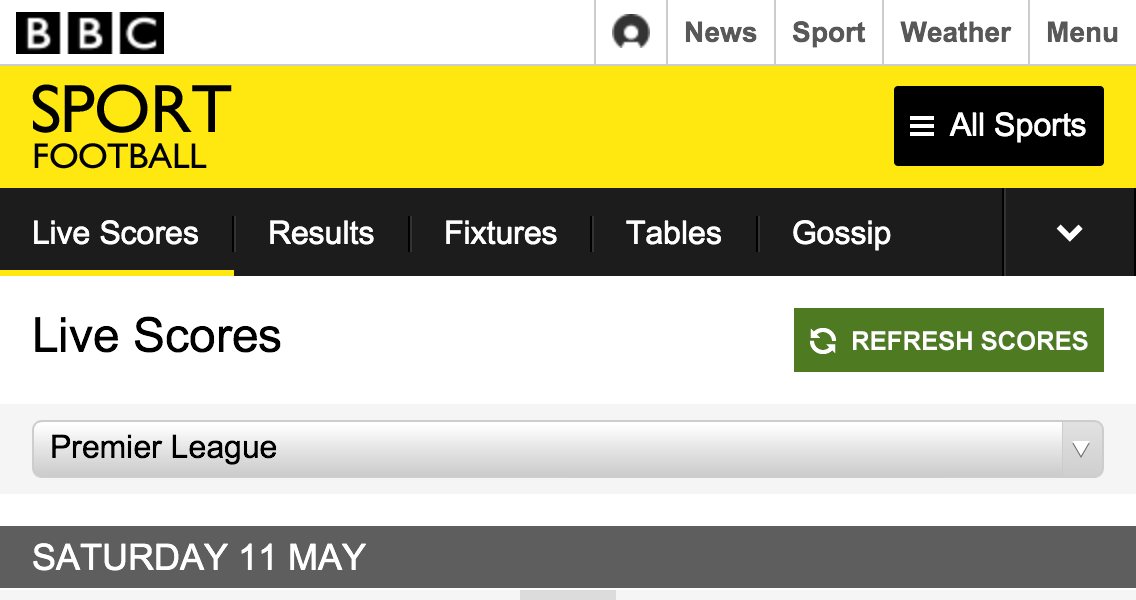 BBC News Sport Weather Menu
SPORT
FOOTBALL
All Sports
Live Scores Results Fixtures Tables Gossip
Live Scores
REFRESH SCORES
Premier League
SATURDAY 11 MAY